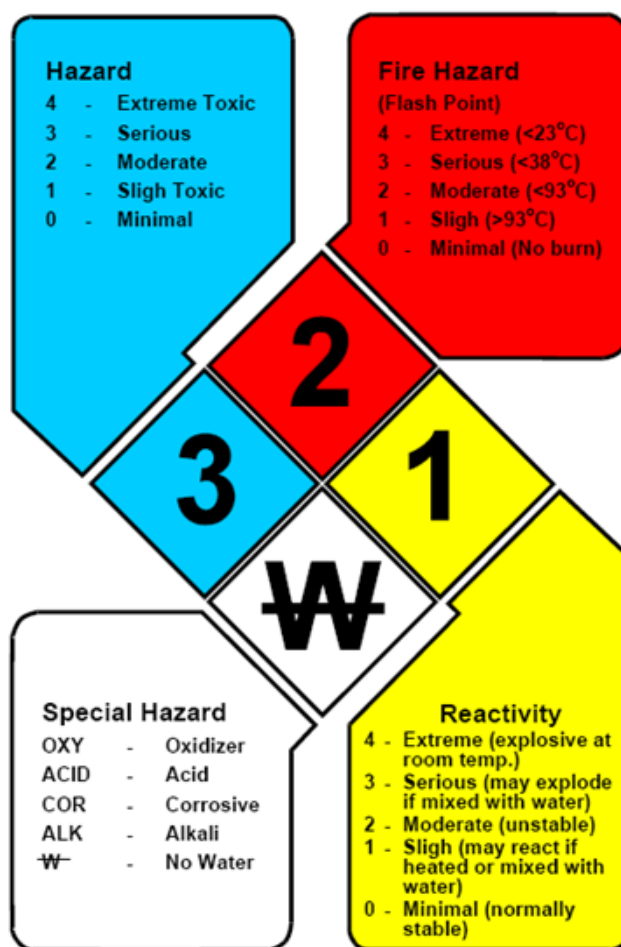 Hazard
4 - Extreme Toxic
3 - Serious
2 - Moderate
1 - Sligh Toxic
0 - Minimal
Fire Hazard
(Flash Point)
4 - Extreme (<23°C)
3 - Serious (<38°C)
2 - Moderate (<93°C)
1 - Sligh (>93°C)
0 - Minimal (No burn)
2
3
1
W
Special Hazard
OXY - Oxidizer
ACID - Acid
COR - Corrosive
ALK - Alkali
W - No Water
Reactivity
4 - Extreme (explosive at
room temp.)
3 - Serious (may explode
if mixed with water)
2 - Moderate (unstable)
1 - Sligh (may react if
heated or mixed with
water)
0 - Minimal (normally
stable)